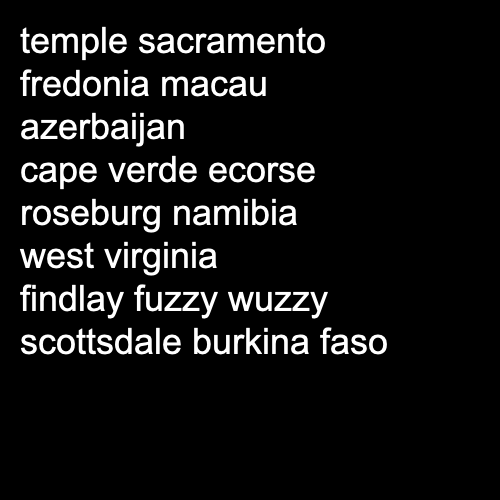 temple sacramento
fredonia macau
azerbaijan
cape verde ecorse
roseburg namibia
west virginia
findlay fuzzy wuzzy
scottsdale burkina faso